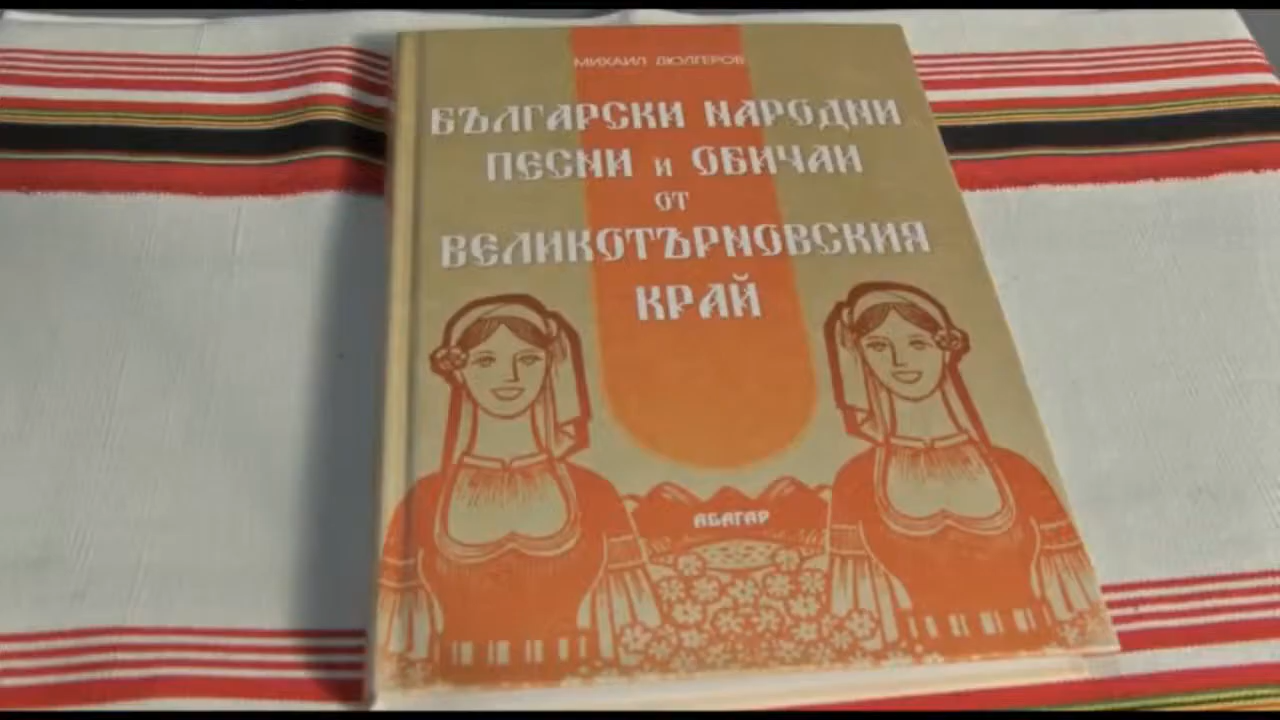 МИХАИЛ ДЮЛГЕРОВ
БЪЛГАРСКИ НАРОДНИ
ПЕСНИ и ОБИЧАИ
ОТ
ВЕЛИКОТЪРНОВСКИЯ
КРАЙ
АБАГАР